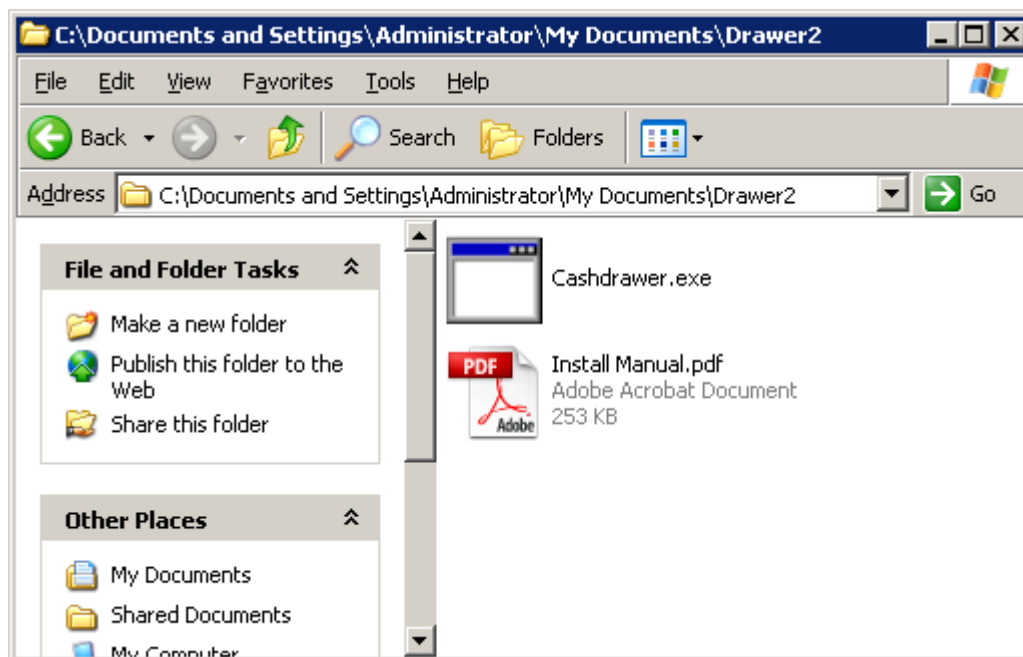 C:\Documents and Settings\Administrator\My Documents\Drawer2
File Edit View Favorites Tools Help
Back Search Folders
Address C:\Documents and Settings\Administrator\My Documents\Drawer2 Go
File and Folder Tasks
Make a new folder
Publish this folder to the
Web
Share this folder
Other Places
My Documents
Shared Documents
My Computer
Cashdrawer.exe
PDF
Adobe
Install Manual.pdf
Adobe Acrobat Document
253 KB